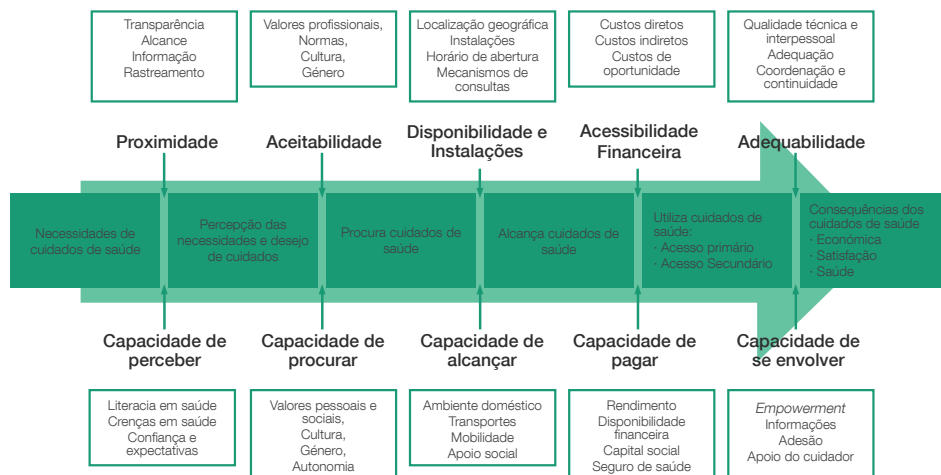 Transparência
Alcance
Informação
Rastreamento
Valores profissionais,
Normas,
Cultura,
Género
Localização geográfica
Instalações
Horário de abertura
Mecanismos de
consultas
Custos diretos
Custos indiretos
Custos de
oportunidade
Qualidade técnica e
interpessoal
Adequação
Coordenação e
continuidade
Proximidade
Aceitabilidade
Disponibilidade e
Instalações
Acessibilidade
Financeira
Adequabilidade
Necessidades de
cuidados de saúde
Percepção das
necessidades e desejo
de cuidados
Procura cuidados de
saúde
Alcança cuidados de
saúde
Utiliza cuidados de
saúde:
· Acesso primário
· Acesso Secundário
Consequências dos
cuidados de saúde
· Económica
· Satisfação
· Saúde
Capacidade de
perceber
Capacidade de
procurar
Capacidade de
alcançar
Capacidade de
pagar
Capacidade de
se envolver
Literacia em saúde
Crenças em saúde
Confiança e
expectativas
Valores pessoais e
sociais,
Cultura,
Género,
Autonomia
Ambiente doméstico
Transportes
Mobilidade
Apoio social
Rendimento
Disponibilidade
financeira
Capital social
Seguro de saúde
Empowerment
Informações
Adesão
Apoio do cuidador